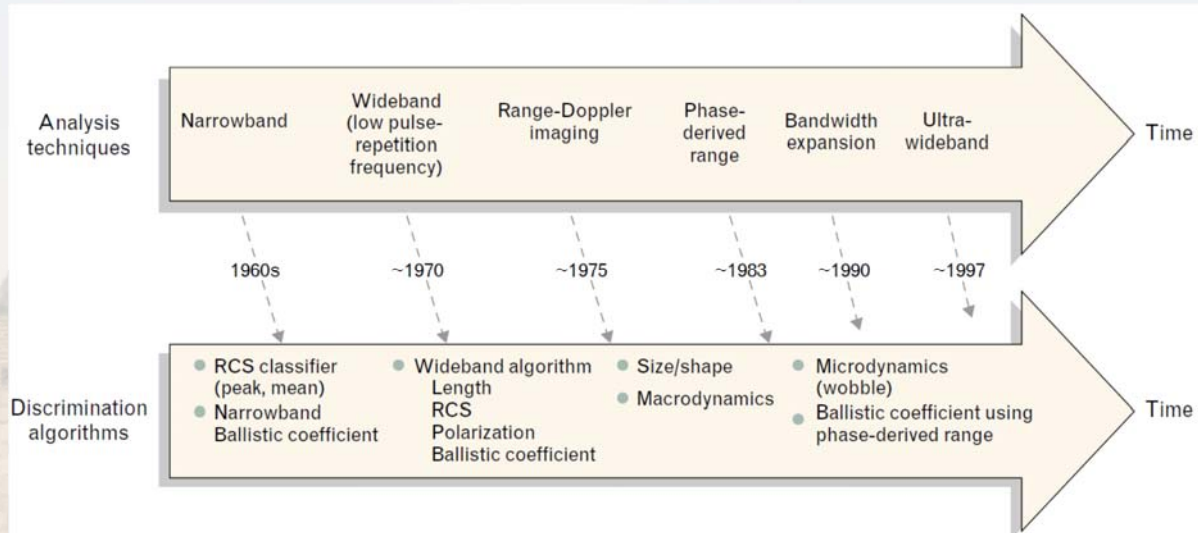 Analysis
techniques
Narrowband
Wideband
(low pulse-
repetition
frequency)
Range-Doppler
imaging
Phase-
derived
range
Bandwidth
expansion
Ultra-
wideband
Time
1960s
~1970
~1975
~1983
~1990
~1997
Discrimination
algorithms
RCS classifier
(peak, mean)
Narrowband
Ballistic coefficient
Wideband algorithm
Length
RCS
Polarization
Ballistic coefficient
Size/shape
Macrodynamics
Microdynamics
(wobble)
Ballistic coefficient using
phase-derived range
Time